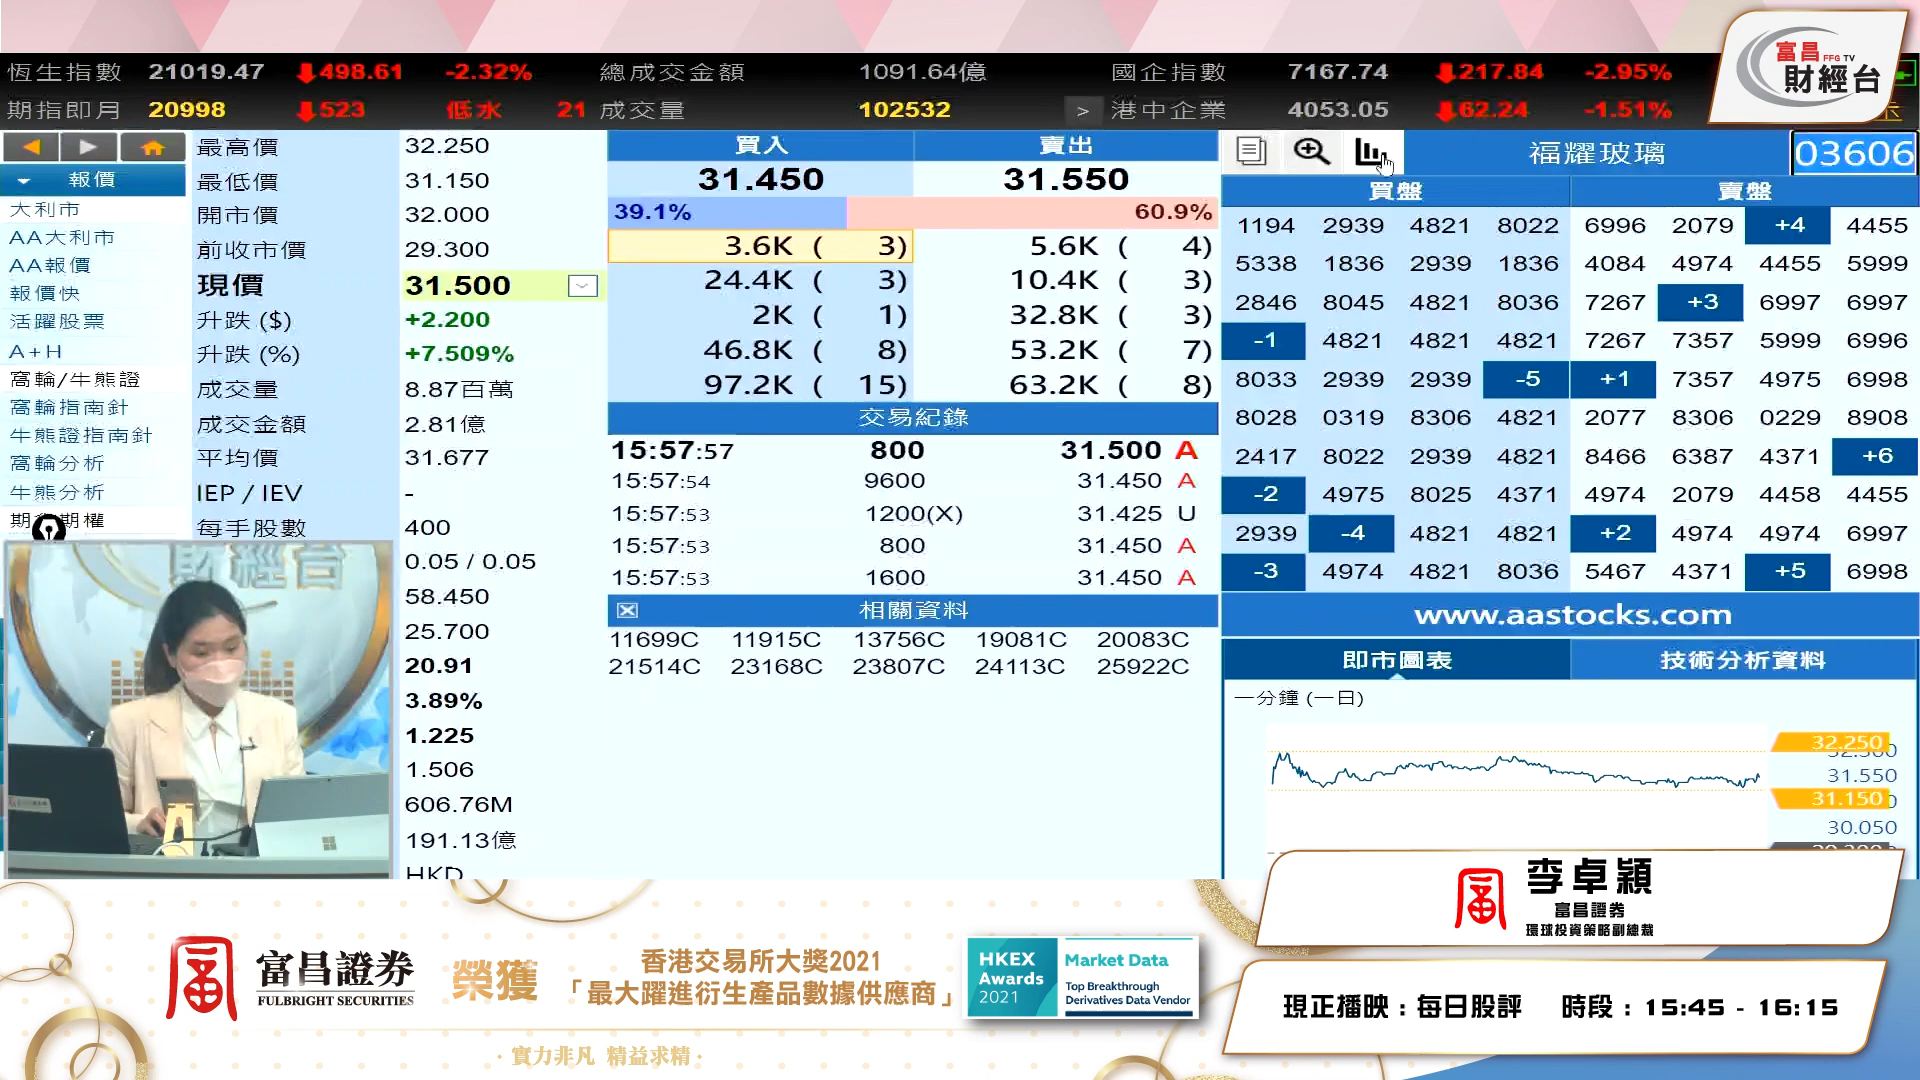 恆生指數 21019.47 498.61 -2.32% 總成交金額 1091.64億 國企指數 7167.74 217.84 -2.95%
期指即月 20998 523 低水 21 成交量 102532 > 港中企業 4053.05 62.24 -1.51%
富昌 FFG TV
財經台
報價
大利市
AA大利市
AA報價
報價快
活躍股票
A+H
窩輪/牛熊證
窩輪指南針
牛熊證指南針
窩輪分析
牛熊分析
最高價 32.250
最低價 31.150
開市價 32.000
前收市價 29.300
現價 31.500
升跌 ($) +2.200
升跌 (%) +7.509%
成交量 8.87百萬
成交金額 2.81億
平均價 31.677
IEP / IEV -
每手股數 400
0.05 / 0.05
58.450
25.700
20.91
3.89%
1.225
1.506
606.76M
191.13億
HKD
買入 賣出
31.450 31.550
39.1% 60.9%
3.6K ( 3) 5.6K ( 4)
24.4K ( 3) 10.4K ( 3)
2K ( 1) 32.8K ( 3)
46.8K ( 8) 53.2K ( 7)
97.2K ( 15) 63.2K ( 8)
交易紀錄
15:57:57 800 31.500 A
15:57:54 9600 31.450 A
15:57:53 1200(X) 31.425 U
15:57:53 800 31.450 A
15:57:53 1600 31.450 A
相關資料
11699C 11915C 13756C 19081C 20083C
21514C 23168C 23807C 24113C 25922C
福耀玻璃 03606
買盤 賣盤
1194 2939 4821 8022 6996 2079 +4 4455
5338 1836 2939 1836 4084 4974 4455 5999
2846 8045 4821 8036 7267 +3 6997 6997
-1 4821 4821 4821 7267 7357 5999 6996
8033 2939 2939 -5 +1 7357 4975 6998
8028 0319 8306 4821 2077 8306 0229 8908
2417 8022 2939 4821 8466 6387 4371 +6
-2 4975 8025 4371 4974 2079 4458 4455
2939 -4 4821 4821 +2 4974 4974 6997
-3 4974 4821 8036 5467 4371 +5 6998
www.aastocks.com
即市圖表 技術分析資料
一分鐘 (一日)
32.250
31.550
31.150
30.050
財經台
李卓穎
富昌證券
環球投資策略副總裁
富昌證券
FULBRIGHT SECURITIES
榮獲
香港交易所大獎2021
「最大躍進衍生產品數據供應商」
HKEX
Awards
2021
Market Data
Top Breakthrough
Derivatives Data Vendor
· 實力非凡 精益求精 ·
現正播映：每日股評 時段：15:45 - 16:15